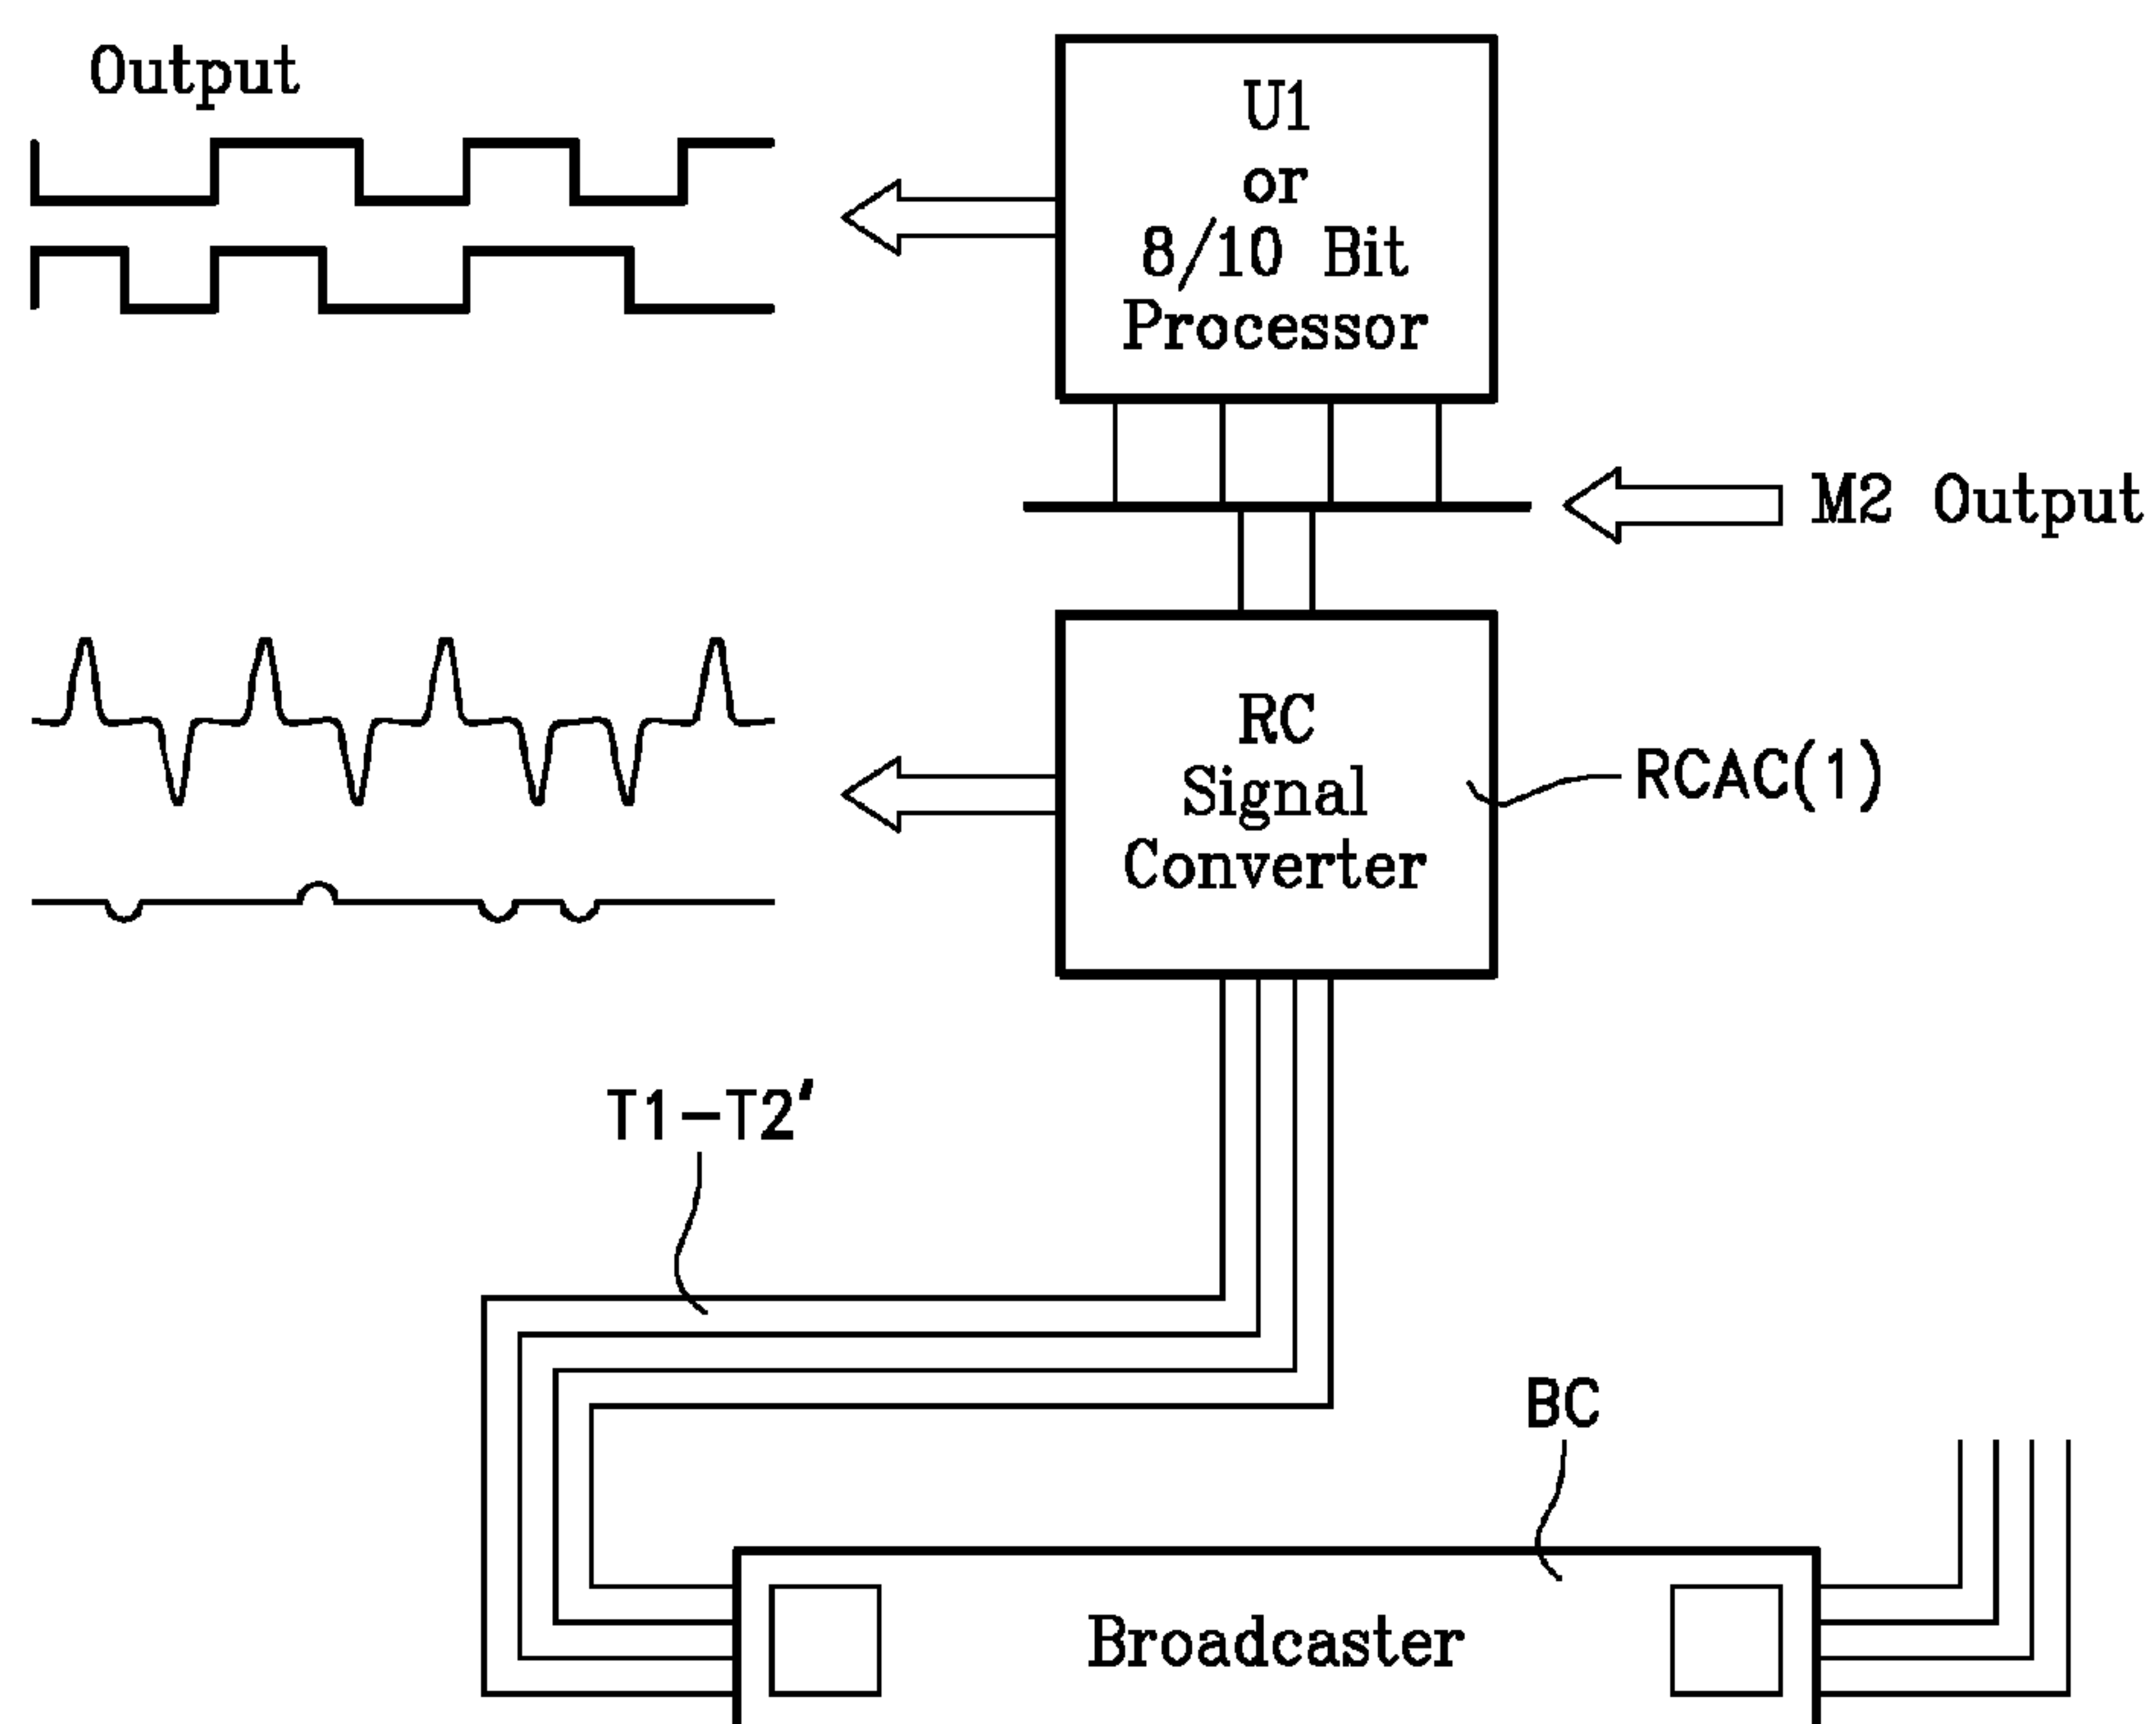 Output
U1
or
8/10 Bit
Processor
M2 Output
RC
Signal
Converter
RCAC(1)
T1-T2'
BC
Broadcaster